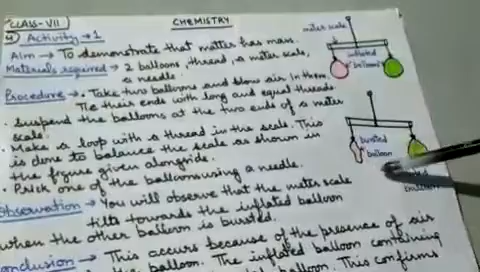 CLASS-VII
CHEMISTRY
Activity → 1
Aim → To demonstrate that matter has mass.
Materials required → 2 balloons, thread, a meter scale,
a needle.
Procedure → • Take two balloons and blow air in them
Tie their ends with long and equal threads
• Suspend the balloons at the two ends of a meter
scale.
• Make a loop with a thread in the scale. This
is done to balance the scale as shown in
the figure given alongside.
• Prick one of the balloons using a needle.
Observation → You will observe that the meter scale
tilts towards the inflated balloon
when the other balloon is bursted.
Conclusion → This occurs because of the presence of air
the balloon. The inflated balloon containing
balloon. This confirms
meter scale
inflated
balloons
busted
balloon